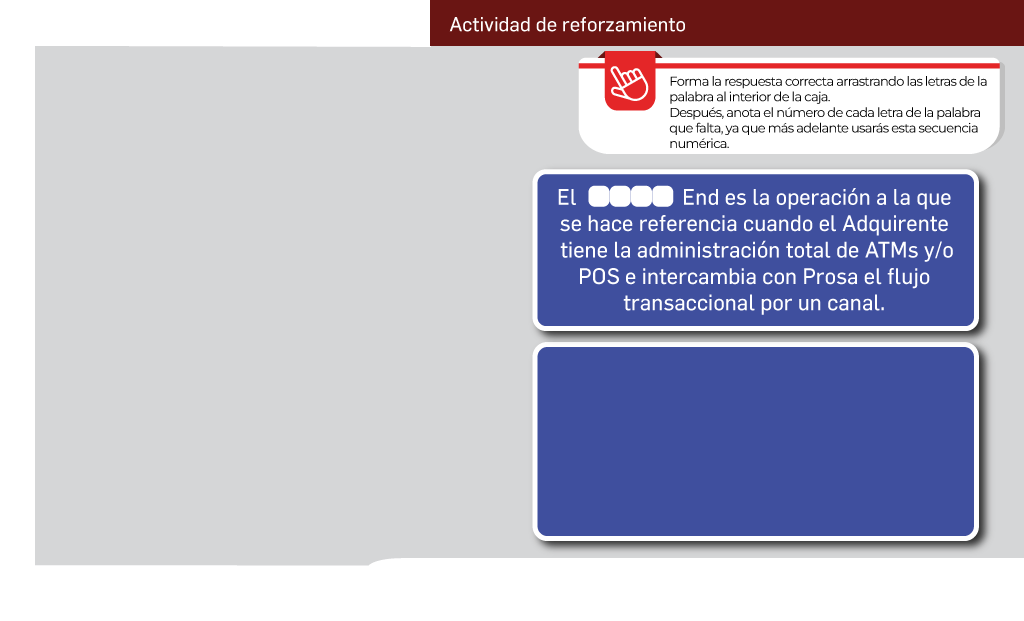 Actividad de reforzamiento
Forma la respuesta correcta arrastrando las letras de la
palabra al interior de la caja.
Después, anota el número de cada letra de la palabra
que falta, ya que más adelante usarás esta secuencia
numérica.
El End es la operación a la que
se hace referencia cuando el Adquirente
tiene la administración total de ATMs y/o
POS e intercambia con Prosa el flujo
transaccional por un canal.